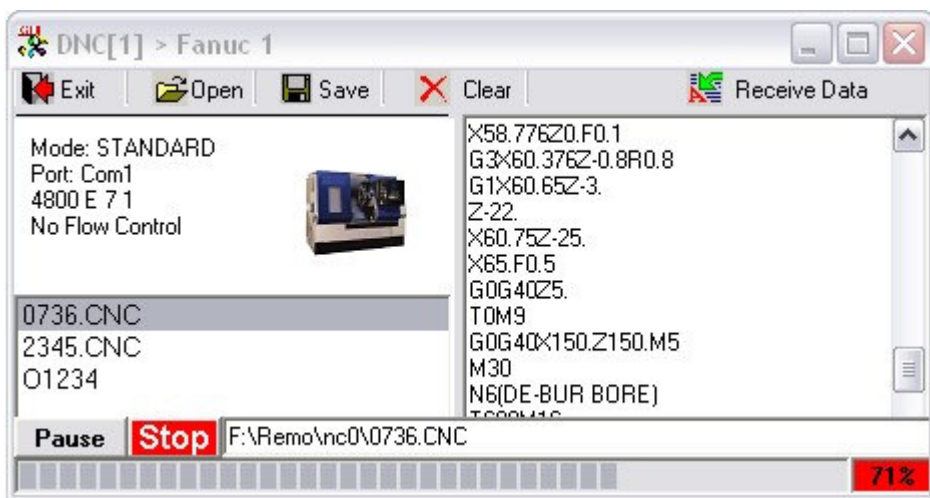 DNC[1] > Fanuc 1
Exit Open Save Clear Receive Data
Mode: STANDARD
Port: Com1
4800 E 7 1
No Flow Control
X58.776Z0.F0.1
G3X60.376Z-0.8R0.8
G1X60.65Z-3.
Z-22.
X60.75Z-25.
X65.F0.5
G0G40Z5.
T0M9
G0G40X150.Z150.M5
M30
N6(DE-BUR BORE)
0736.CNC
2345.CNC
O1234
Pause Stop F:\Remo\nc0\0736.CNC
71%